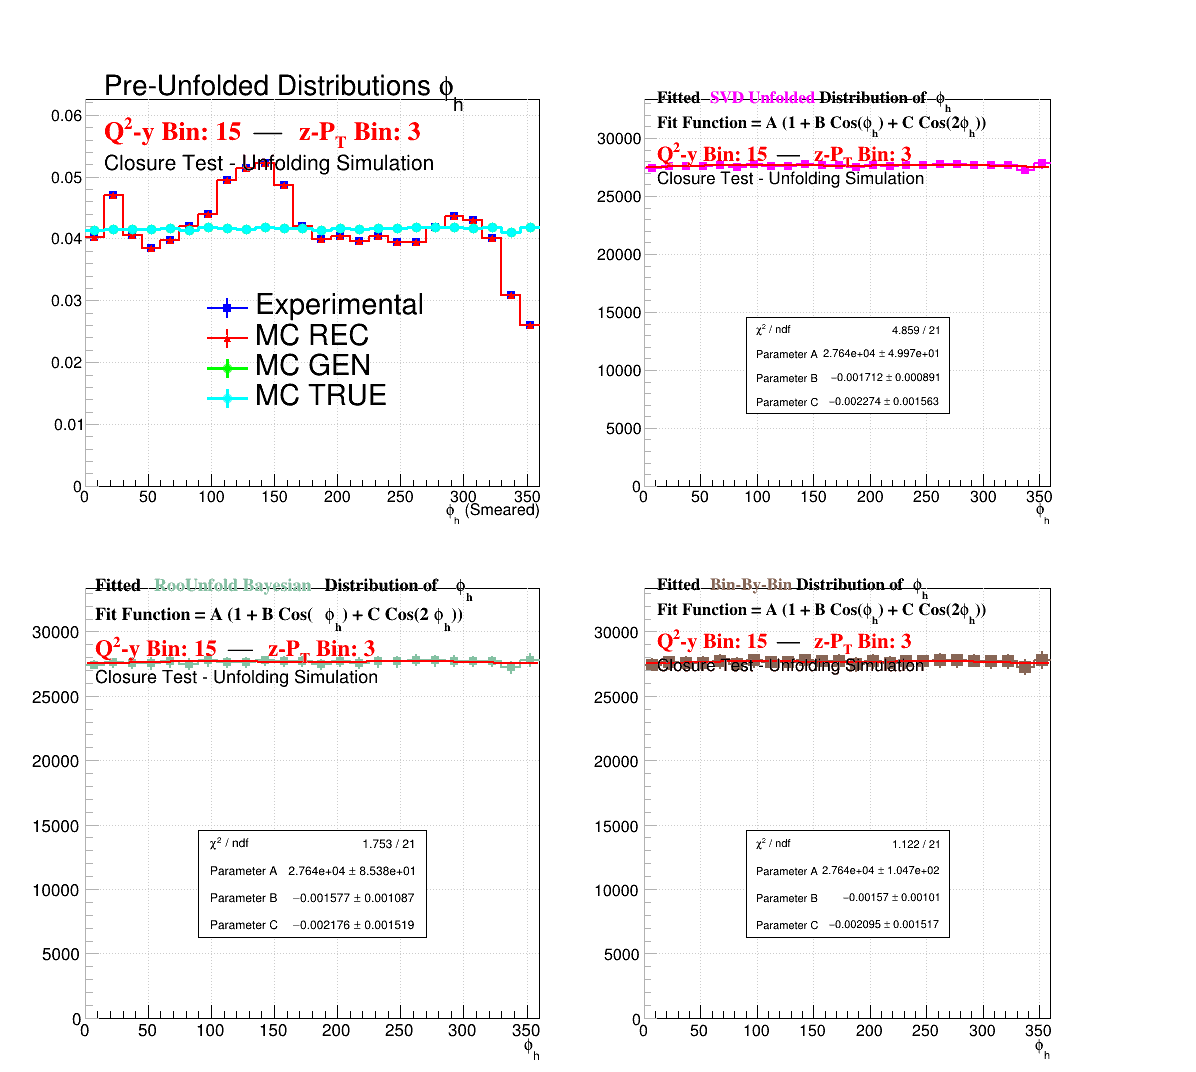 Pre-Unfolded Distributions ϕh
Q²-y Bin: 15 — z-PT Bin: 3
Closure Test - Unfolding Simulation
0.06
0.05
0.04
0.03
0.02
0.01
0
Experimental
MC REC
MC GEN
MC TRUE
0 50 100 150 200 250 300 350
ϕh (Smeared)
Fitted SVD Unfolded Distribution of ϕh
Fit Function = A (1 + B Cos(ϕh) + C Cos(2ϕh))
Q²-y Bin: 15 — z-PT Bin: 3
Closure Test - Unfolding Simulation
30000
25000
20000
15000
10000
5000
0
χ² / ndf 4.859 / 21
Parameter A 2.764e+04 ± 4.997e+01
Parameter B −0.001712 ± 0.000891
Parameter C −0.002274 ± 0.001563
0 50 100 150 200 250 300 350
ϕh
Fitted RooUnfold Bayesian Distribution of ϕh
Fit Function = A (1 + B Cos( ϕh) + C Cos(2 ϕh))
Q²-y Bin: 15 — z-PT Bin: 3
Closure Test - Unfolding Simulation
30000
25000
20000
15000
10000
5000
0
χ² / ndf 1.753 / 21
Parameter A 2.764e+04 ± 8.538e+01
Parameter B −0.001577 ± 0.001087
Parameter C −0.002176 ± 0.001519
0 50 100 150 200 250 300 350
ϕh
Fitted Bin-By-Bin Distribution of ϕh
Fit Function = A (1 + B Cos(ϕh) + C Cos(2ϕh))
Q²-y Bin: 15 — z-PT Bin: 3
Closure Test - Unfolding Simulation
30000
25000
20000
15000
10000
5000
0
χ² / ndf 1.122 / 21
Parameter A 2.764e+04 ± 1.047e+02
Parameter B −0.00157 ± 0.00101
Parameter C −0.002095 ± 0.001517
0 50 100 150 200 250 300 350
ϕh